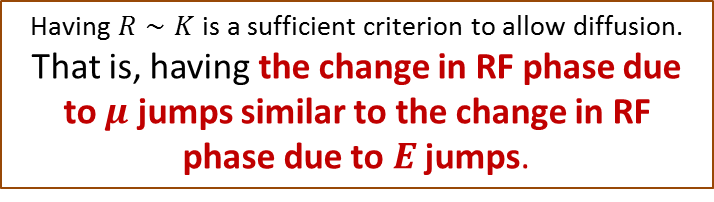 Having R ~ K is a sufficient criterion to allow diffusion.
That is, having the change in RF phase due
to μ jumps similar to the change in RF
phase due to E jumps.